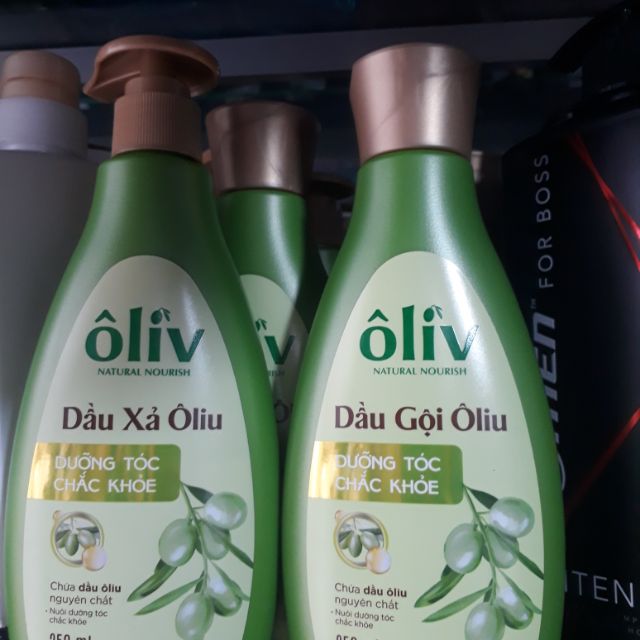 ôliv
NATURAL NOURISH
Dầu Xả Ôliu
DƯỠNG TÓC
CHẮC KHỎE
Chứa dầu ôliu
nguyên chất
• Nuôi dưỡng tóc
chắc khỏe
ôliv
NATURAL NOURISH
Dầu Gội Ôliu
DƯỠNG TÓC
CHẮC KHỎE
Chứa dầu ôliu
nguyên chất
• Nuôi dưỡng tóc
chắc khỏe
FOR BOSS